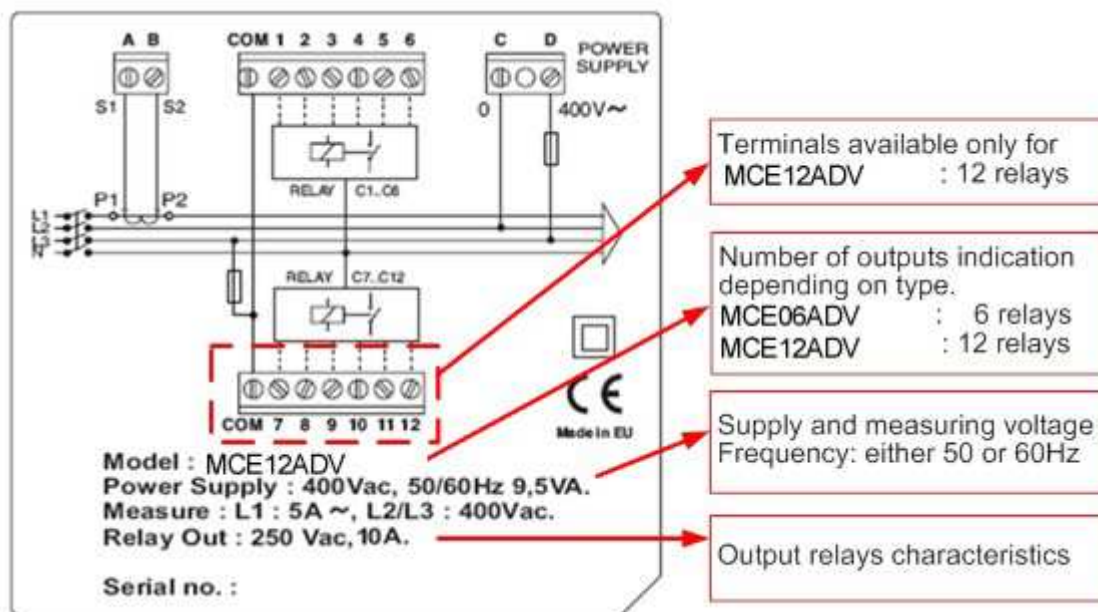 A B
COM 1 2 3 4 5 6
C D
POWER
SUPPLY
S1 S2
0 400V~
RELAY C1..C6
P1 P2
RELAY C7..C12
COM 7 8 9 10 11 12
CE
Made in EU
Model : MCE12ADV
Power Supply : 400Vac, 50/60Hz 9,5VA.
Measure : L1 : 5A ~, L2/L3 : 400Vac.
Relay Out : 250 Vac, 10A.
Serial no. :
Terminals available only for
MCE12ADV : 12 relays
Number of outputs indication
depending on type.
MCE06ADV : 6 relays
MCE12ADV : 12 relays
Supply and measuring voltage
Frequency: either 50 or 60Hz
Output relays characteristics